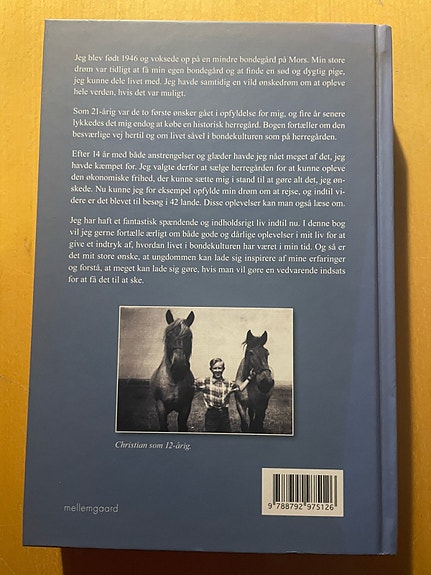 Jeg blev født 1946 og voksede op på en mindre bondegård på Mors. Min store
drøm var tidligt at få min egen bondegård og at finde en sød og dygtig pige,
jeg kunne dele livet med. Jeg havde samtidig en vild ønskedrøm om at opleve
hele verden, hvis det var muligt.
Som 21-årig var de to første ønsker gået i opfyldelse for mig, og fire år senere
lykkedes det mig endog at købe en historisk herregård. Bogen fortæller om den
besværlige vej hertil og om livet såvel i bondekulturen som på herregården.
Efter 14 år med både anstrengelser og glæder havde jeg nået meget af det, jeg
havde kæmpet for. Jeg valgte derfor at sælge herregården for at kunne opleve
den økonomiske frihed, der kunne sætte mig i stand til at gøre alt det, jeg øn-
skede. Nu kunne jeg for eksempel opfylde min drøm om at rejse, og indtil vi-
dere er det blevet til besøg i 42 lande. Disse oplevelser kan man også læse om.
Jeg har haft et fantastisk spændende og indholdsrigt liv indtil nu. I denne bog
vil jeg gerne fortælle ærligt om både gode og dårlige oplevelser i mit liv for at
give et indtryk af, hvordan livet i bondekulturen har været i min tid. Og så er
det mit store ønske, at ungdommen kan lade sig inspirere af mine erfaringer
og forstå, at meget kan lade sig gøre, hvis man vil gøre en vedvarende indsats
for at få det til at ske.
Christian som 12-årig.
mellemgaard
9 788792 975126